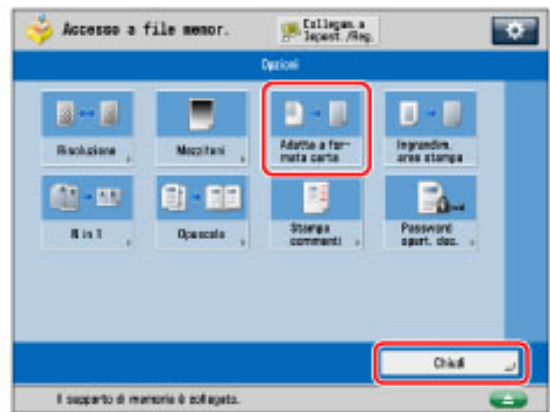 Accesso a file memor.
Collegam. a
Impost./Reg.
Opzioni
Risoluzione
Mezzitoni
Adatta a for-
mato carta
Ingrandim.
area stampa
N in 1
Opuscolo
Stampa
commenti
Password
apert. doc.
Chiudi
Il supporto di memoria è collegato.